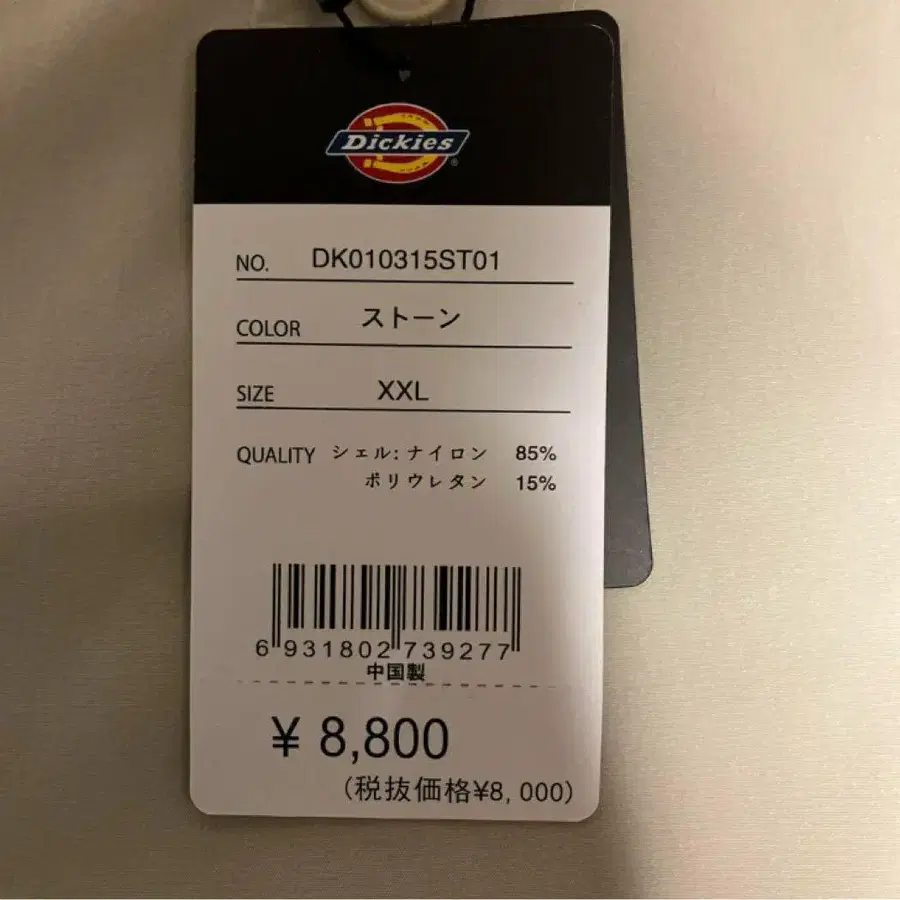 Dickies®
NO. DK010315ST01
COLOR ストーン
SIZE XXL
QUALITY シェル: ナイロン 85%
ポリウレタン 15%
6 931802 739277
中国製
¥ 8,800
(税抜価格¥8, 000)